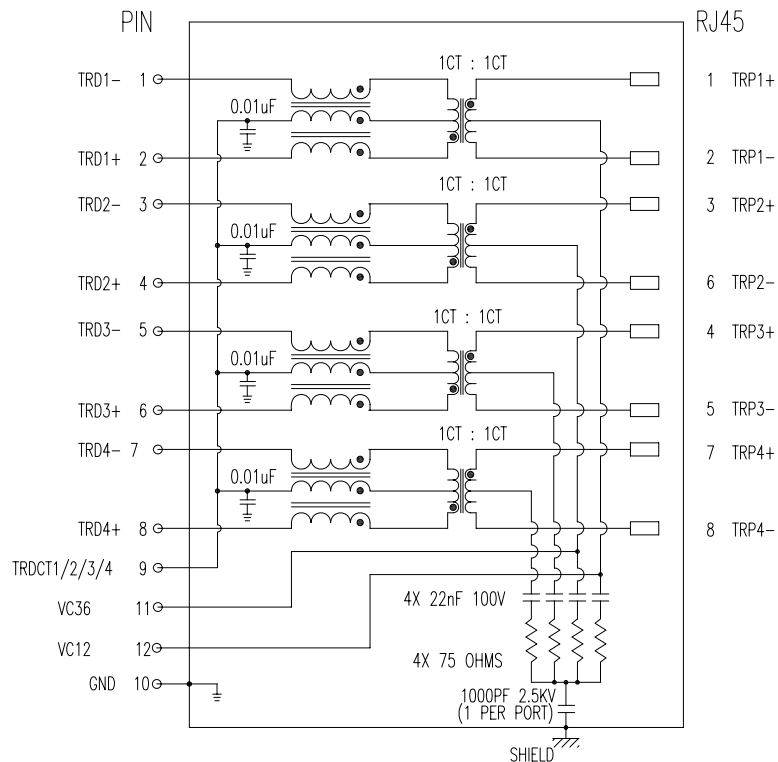 PIN RJ45
1CT : 1CT
TRD1- 1 1 TRP1+
0.01uF
TRD1+ 2 2 TRP1-
1CT : 1CT
TRD2- 3 3 TRP2+
0.01uF
TRD2+ 4 6 TRP2-
1CT : 1CT
TRD3- 5 4 TRP3+
0.01uF
TRD3+ 6 5 TRP3-
1CT : 1CT
TRD4- 7 7 TRP4+
0.01uF
TRD4+ 8 8 TRP4-
TRDCT1/2/3/4 9
4X 22nF 100V
VC36 11
VC12 12
4X 75 OHMS
GND 10
1000PF 2.5KV
(1 PER PORT)
SHIELD